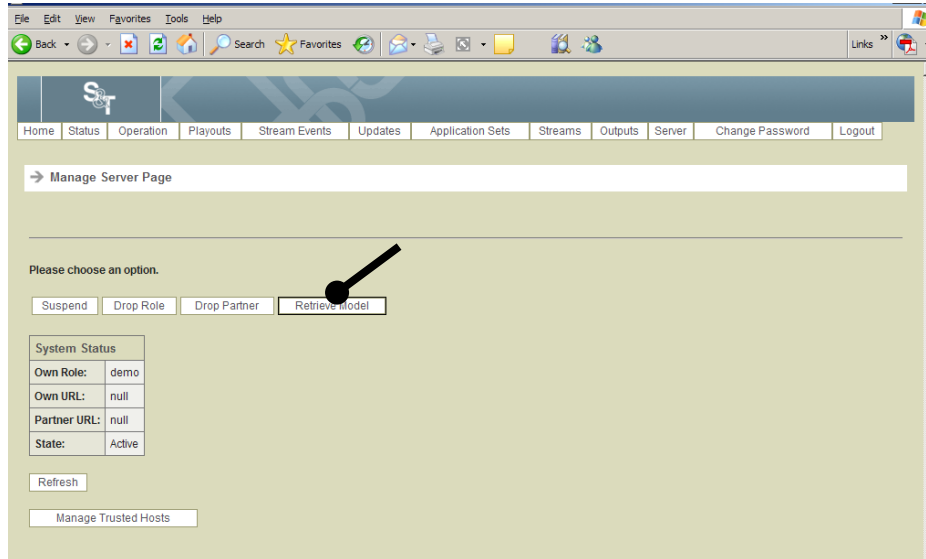 File Edit View Favorites Tools Help
Back Search Favorites Links »
S&T
Home Status Operation Playouts Stream Events Updates Application Sets Streams Outputs Server Change Password Logout
Manage Server Page
Please choose an option.
Suspend Drop Role Drop Partner Retrieve Model
System Status
Own Role: demo
Own URL: null
Partner URL: null
State: Active
Refresh
Manage Trusted Hosts